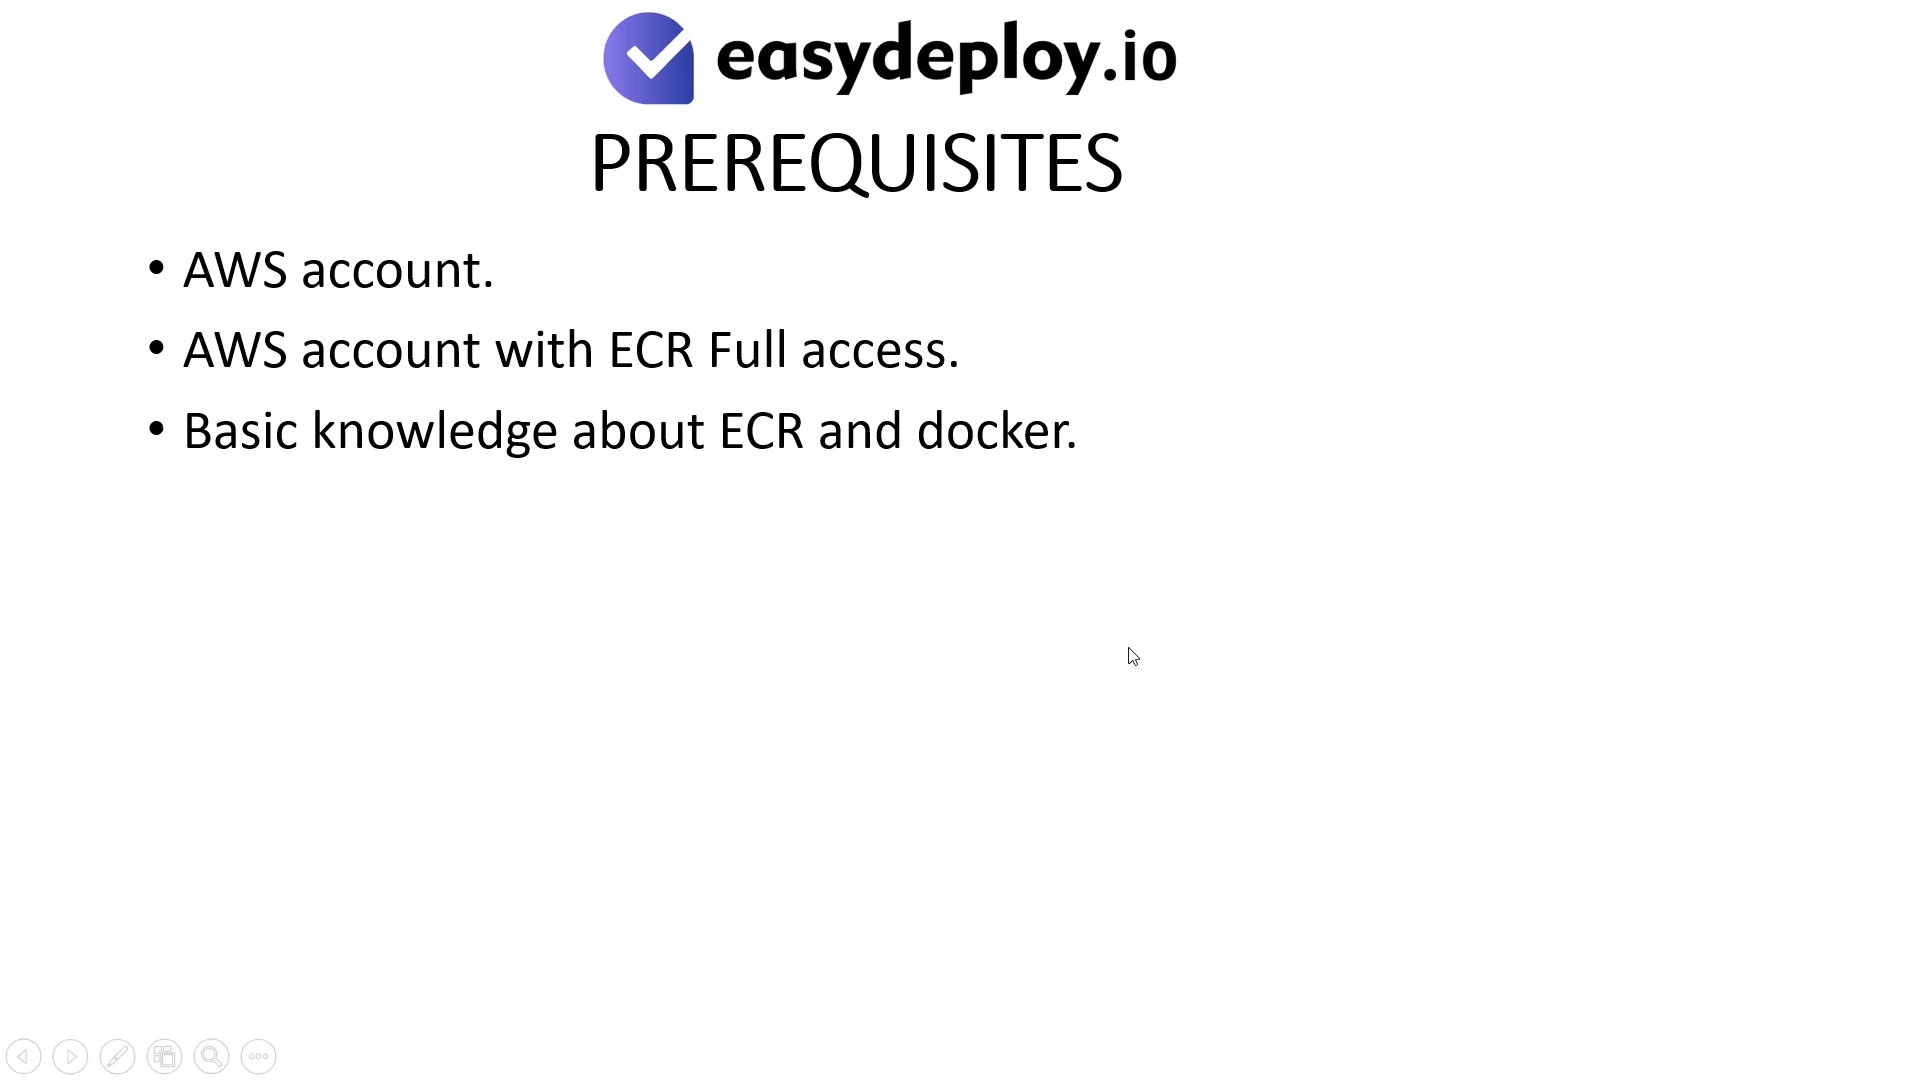 easydeploy.io
PREREQUISITES
• AWS account.
• AWS account with ECR Full access.
• Basic knowledge about ECR and docker.